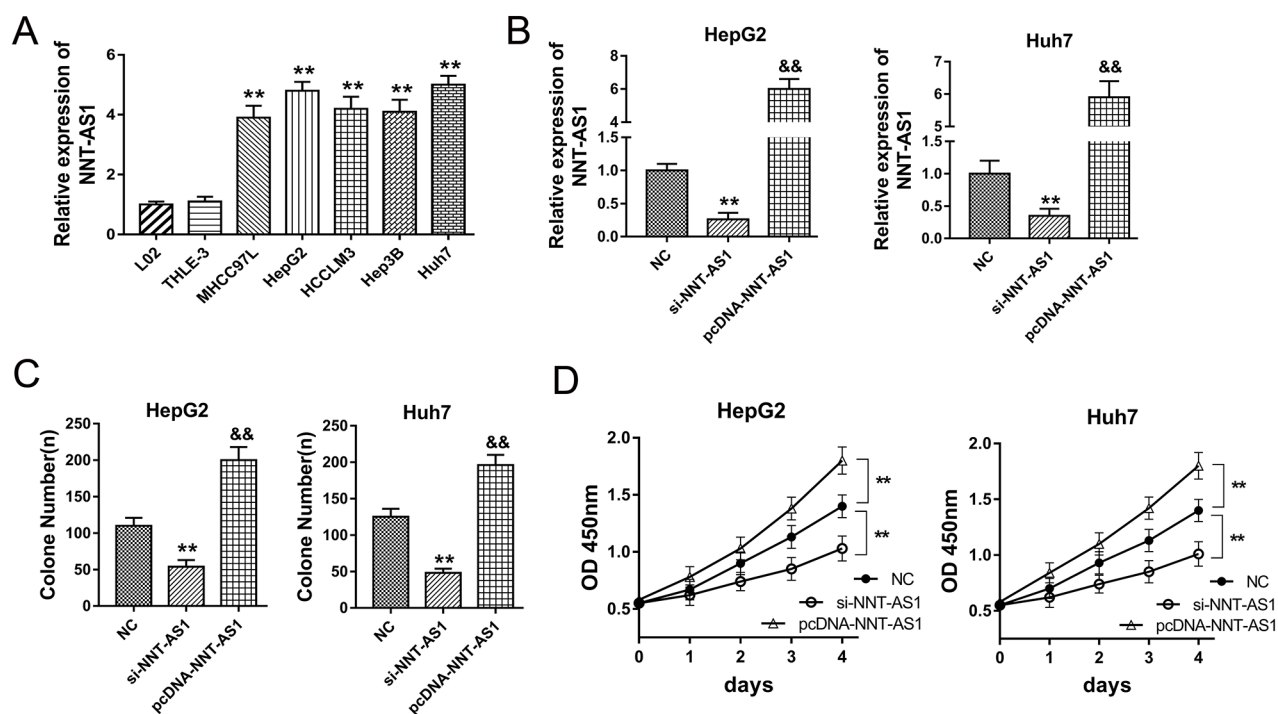 A
Relative expression of
NNT-AS1
6
4
2
0
**
**
**
**
**
L02
THLE-3
MHCC97L
HepG2
HCCLM3
Hep3B
Huh7
B
HepG2
Relative expression of
NNT-AS1
8
6
4
2
1.5
1.0
0.5
0.0
**
&&
NC
si-NNT-AS1
pcDNA-NNT-AS1
Huh7
Relative expression of
NNT-AS1
7
6
5
1.5
1.0
0.5
0.0
**
&&
NC
si-NNT-AS1
pcDNA-NNT-AS1
C
HepG2
Colone Number(n)
250
200
150
100
50
0
**
&&
NC
si-NNT-AS1
pcDNA-NNT-AS1
Huh7
Colone Number(n)
250
200
150
100
50
0
**
&&
NC
si-NNT-AS1
pcDNA-NNT-AS1
D
HepG2
OD 450nm
2.0
1.5
1.0
0.5
**
**
NC
si-NNT-AS1
pcDNA-NNT-AS1
0 1 2 3 4
days
Huh7
OD 450nm
2.0
1.5
1.0
0.5
**
**
NC
si-NNT-AS1
pcDNA-NNT-AS1
0 1 2 3 4
days